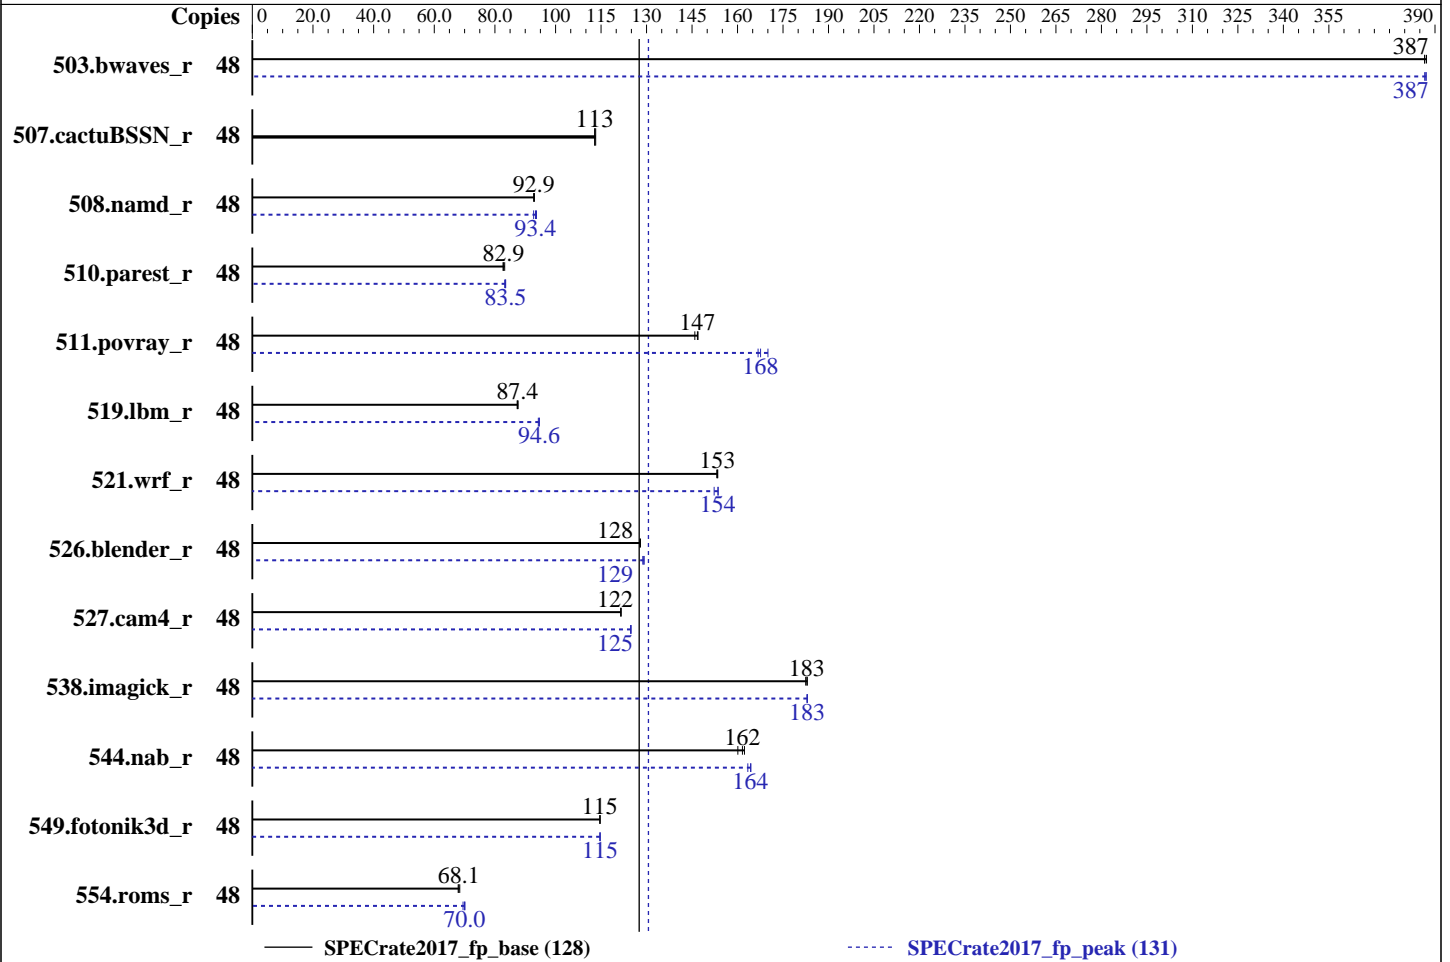 Copies 0 20.0 40.0 60.0 80.0 100 115 130 145 160 175 190 205 220 235 250 265 280 295 310 325 340 355 390
503.bwaves_r 48 387
387
507.cactuBSSN_r 48 113
508.namd_r 48 92.9
93.4
510.parest_r 48 82.9
83.5
511.povray_r 48 147
168
519.lbm_r 48 87.4
94.6
521.wrf_r 48 153
154
526.blender_r 48 128
129
527.cam4_r 48 122
125
538.imagick_r 48 183
183
544.nab_r 48 162
164
549.fotonik3d_r 48 115
115
554.roms_r 48 68.1
70.0
SPECrate2017_fp_base (128) SPECrate2017_fp_peak (131)